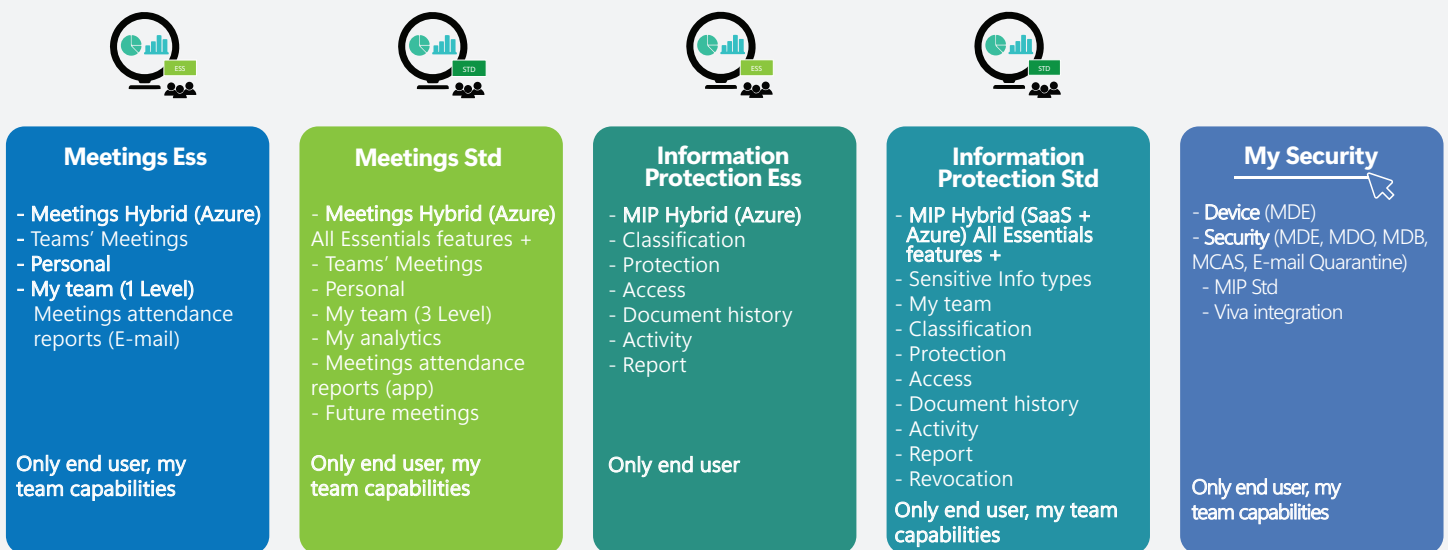 ESS
STD
ESS
STD
Meetings Ess
- Meetings Hybrid (Azure)
- Teams’ Meetings
- Personal
- My team (1 Level)
Meetings attendance
reports (E-mail)
Only end user, my
team capabilities
Meetings Std
- Meetings Hybrid (Azure)
All Essentials features +
- Teams’ Meetings
- Personal
- My team (3 Level)
- My analytics
- Meetings attendance
reports (app)
- Future meetings
Only end user, my
team capabilities
Information
Protection Ess
- MIP Hybrid (Azure)
- Classification
- Protection
- Access
- Document history
- Activity
- Report
Only end user
Information
Protection Std
- MIP Hybrid (SaaS +
Azure) All Essentials
features +
- Sensitive Info types
- My team
- Classification
- Protection
- Access
- Document history
- Activity
- Report
- Revocation
Only end user, my team
capabilities
My Security
- Device (MDE)
- Security (MDE, MDO, MDB,
MCAS, E-mail Quarantine)
- MIP Std
- Viva integration
Only end user, my
team capabilities